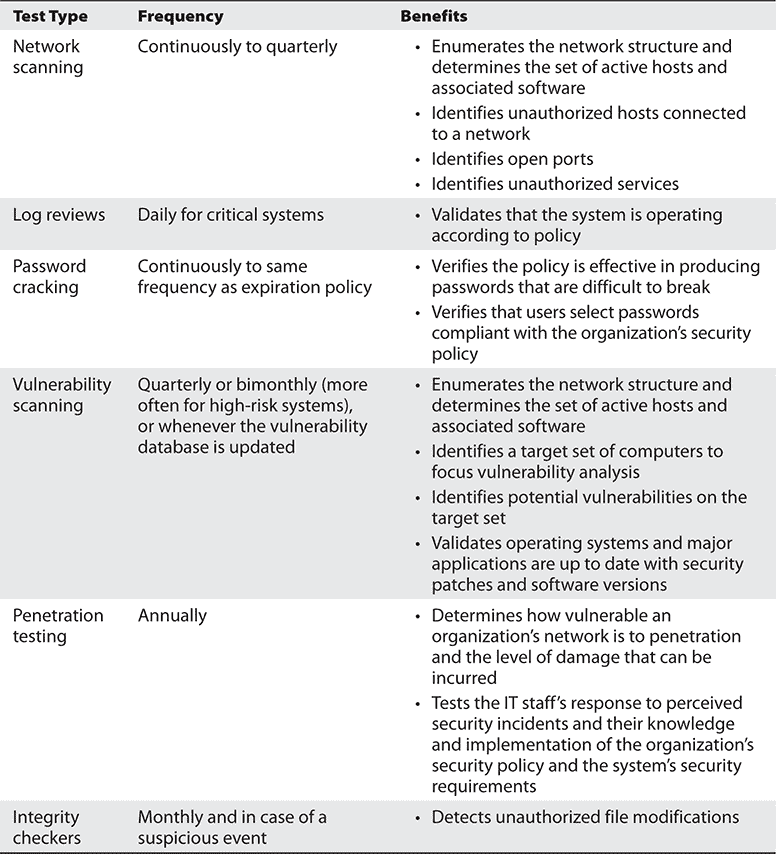 Test Type Frequency Benefits
Network scanning
Continuously to quarterly
• Enumerates the network structure and
determines the set of active hosts and
associated software
• Identifies unauthorized hosts connected
to a network
• Identifies open ports
• Identifies unauthorized services
Log reviews
Daily for critical systems
• Validates that the system is operating
according to policy
Password
cracking
Continuously to same
frequency as expiration policy
• Verifies the policy is effective in producing
passwords that are difficult to break
• Verifies that users select passwords
compliant with the organization's security
policy
Vulnerability
scanning
Quarterly or bimonthly (more
often for high-risk systems),
or whenever the vulnerability
database is updated
• Enumerates the network structure and
determines the set of active hosts and
associated software
• Identifies a target set of computers to
focus vulnerability analysis
• Identifies potential vulnerabilities on the
target set
• Validates operating systems and major
applications are up to date with security
patches and software versions
Penetration
testing
Annually
• Determines how vulnerable an
organization's network is to penetration
and the level of damage that can be
incurred
• Tests the IT staff's response to perceived
security incidents and their knowledge
and implementation of the organization's
security policy and the system's security
requirements
Integrity
checkers
Monthly and in case of a
suspicious event
• Detects unauthorized file modifications